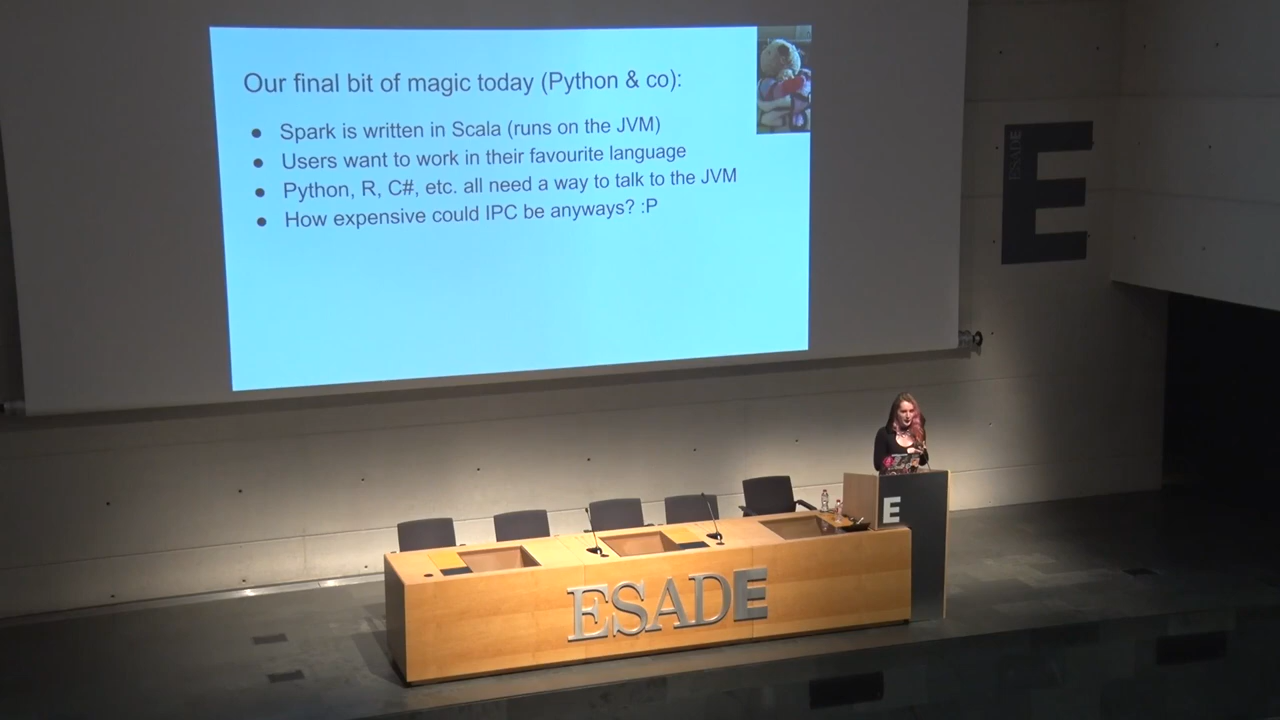 Our final bit of magic today (Python & co):
● Spark is written in Scala (runs on the JVM)
● Users want to work in their favourite language
● Python, R, C#, etc. all need a way to talk to the JVM
● How expensive could IPC be anyways? :P
ESADE
E
E
ESADE